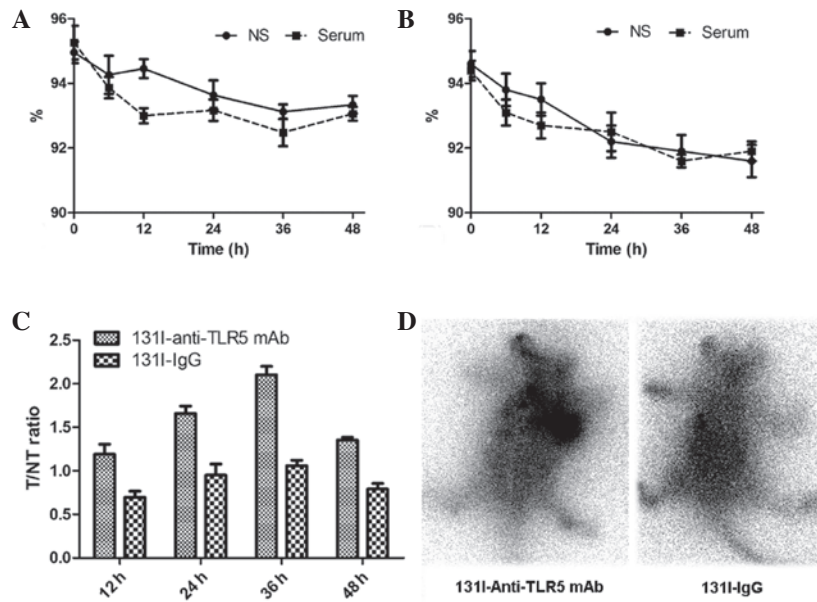 A
B
96
94
92
90
%
NS
Serum
0
12
24
36
48
Time (h)
96
94
92
90
%
NS
Serum
0
12
24
36
48
Time (h)
C
D
2.5
2.0
1.5
1.0
0.5
0.0
T/NT ratio
131I-anti-TLR5 mAb
131I-IgG
12 h
24 h
36 h
48 h
131I-Anti-TLR5 mAb
131I-IgG